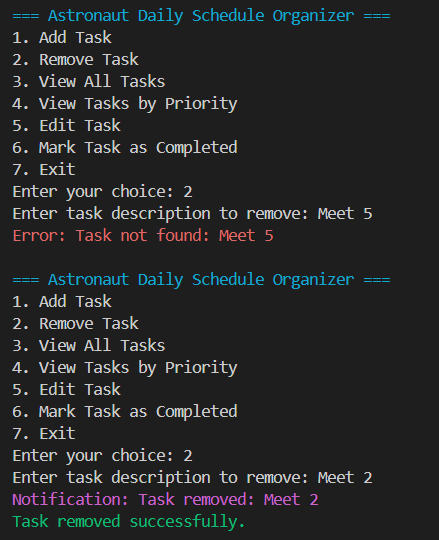 === Astronaut Daily Schedule Organizer ===
1. Add Task
2. Remove Task
3. View All Tasks
4. View Tasks by Priority
5. Edit Task
6. Mark Task as Completed
7. Exit
Enter your choice: 2
Enter task description to remove: Meet 5
Error: Task not found: Meet 5

=== Astronaut Daily Schedule Organizer ===
1. Add Task
2. Remove Task
3. View All Tasks
4. View Tasks by Priority
5. Edit Task
6. Mark Task as Completed
7. Exit
Enter your choice: 2
Enter task description to remove: Meet 2
Notification: Task removed: Meet 2
Task removed successfully.